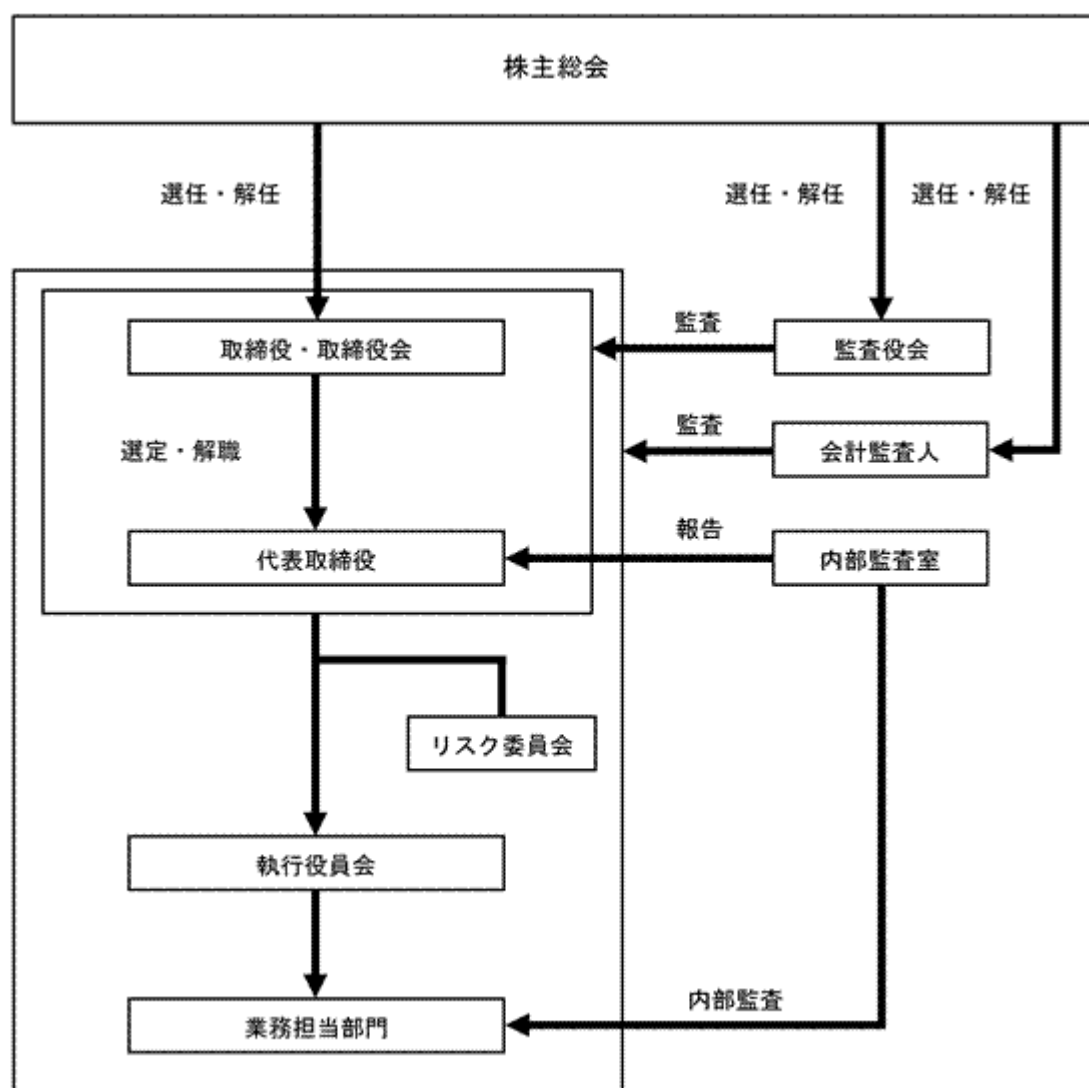 株主総会
選任・解任
選任・解任
選任・解任
取締役・取締役会
監査
監査役会
選定・解職
監査
会計監査人
代表取締役
報告
内部監査室
リスク委員会
執行役員会
内部監査
業務担当部門